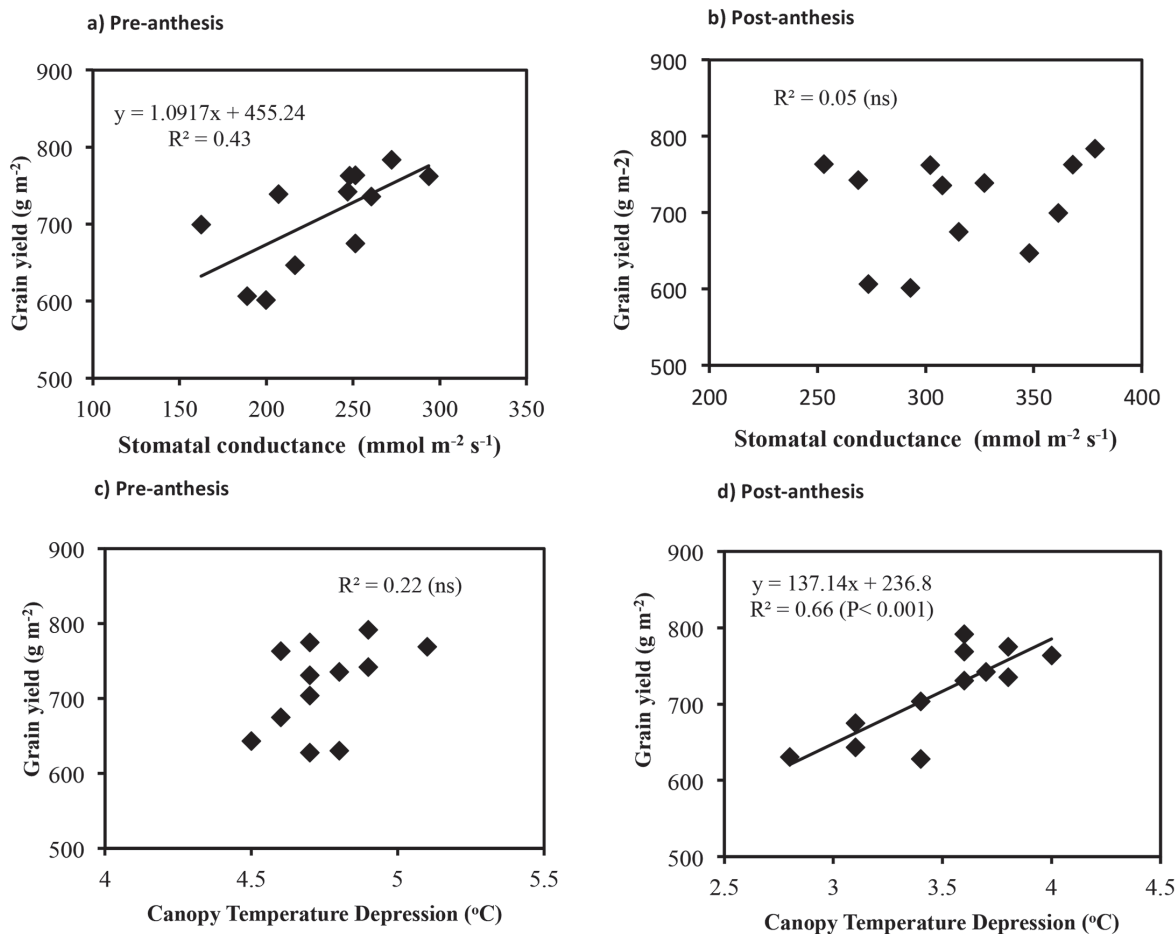 a) Pre-anthesis
900
800
700
600
500
100
150
200
250
300
350
y = 1.0917x + 455.24
R² = 0.43
Grain yield (g m⁻²)
Stomatal conductance (mmol m⁻² s⁻¹)
b) Post-anthesis
900
800
700
600
500
200
250
300
350
400
R² = 0.05 (ns)
Grain yield (g m-2)
Stomatal conductance (mmol m⁻² s⁻¹)
c) Pre-anthesis
900
800
700
600
500
4
4.5
5
5.5
R² = 0.22 (ns)
Grain yield (g m⁻²)
Canopy Temperature Depression (ºC)
d) Post-anthesis
900
800
700
600
500
2.5
3
3.5
4
4.5
y = 137.14x + 236.8
R² = 0.66 (P< 0.001)
Grain yield (g m⁻²)
Canopy Temperature Depression (ºC)